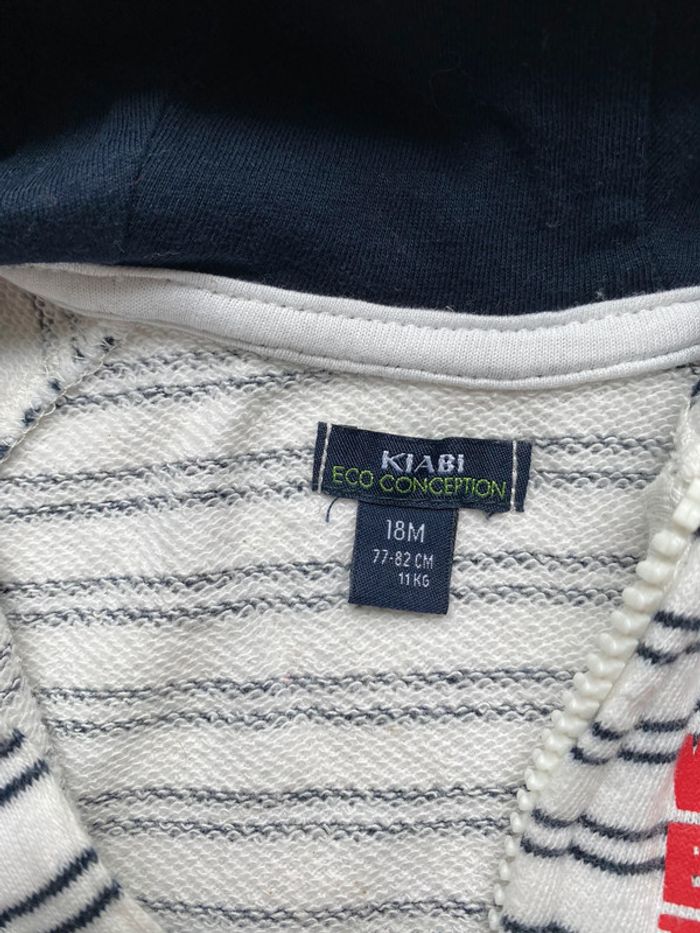 KIABI
ECO CONCEPTION
18M
77-82 CM
11 KG